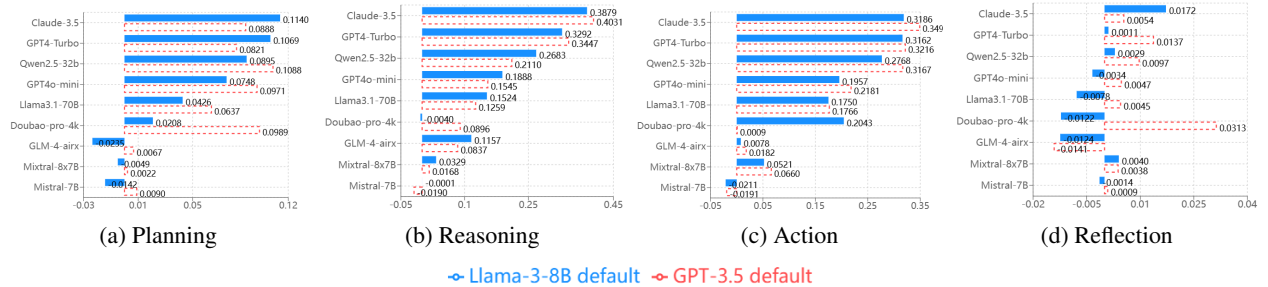 Claude-3.5
0.1140
0.0888
GPT4-Turbo
0.1069
0.0821
Qwen2.5-32b
0.0895
0.1088
GPT4o-mini
0.0748
0.0971
Llama3.1-70B
0.0426
0.0637
Doubao-pro-4k
0.0208
0.0989
GLM-4-airx
-0.0235
0.0067
Mixtral-8x7B
-0.0049
0.0022
Mistral-7B
-0.0142
0.0090
-0.03 0.01 0.05 0.12
(a) Planning
Claude-3.5
0.3879
0.4031
GPT4-Turbo
0.3292
0.3447
Qwen2.5-32b
0.2683
0.2110
GPT4o-mini
0.1888
0.1545
Llama3.1-70B
0.1524
0.1259
Doubao-pro-4k
-0.0040
0.0896
GLM-4-airx
0.1157
0.0837
Mixtral-8x7B
0.0329
0.0168
Mistral-7B
-0.0001
-0.0190
-0.05 0.15 0.25 0.45
(b) Reasoning
Claude-3.5
0.3186
0.349
GPT4-Turbo
0.3162
0.3216
Qwen2.5-32b
0.2768
0.3167
GPT4o-mini
0.1957
0.2181
Llama3.1-70B
0.1750
0.1766
Doubao-pro-4k
0.2043
0.0009
GLM-4-airx
0.0078
0.0182
Mixtral-8x7B
0.0521
0.0660
Mistral-7B
-0.0211
-0.0191
-0.05 0.05 0.15 0.25 0.35
(c) Action
Claude-3.5
0.0172
0.0054
GPT4-Turbo
0.0011
0.0137
Qwen2.5-32b
0.0029
0.0097
GPT4o-mini
-0.0034
0.0047
Llama3.1-70B
-0.0078
0.0045
Doubao-pro-4k
-0.0122
0.0313
GLM-4-airx
-0.0124
-0.0141
Mixtral-8x7B
0.0040
0.0038
Mistral-7B
-0.0014
0.0009
-0.02 -0.005 0.01 0.025 0.04
(d) Reflection
Llama-3-8B default GPT-3.5 default